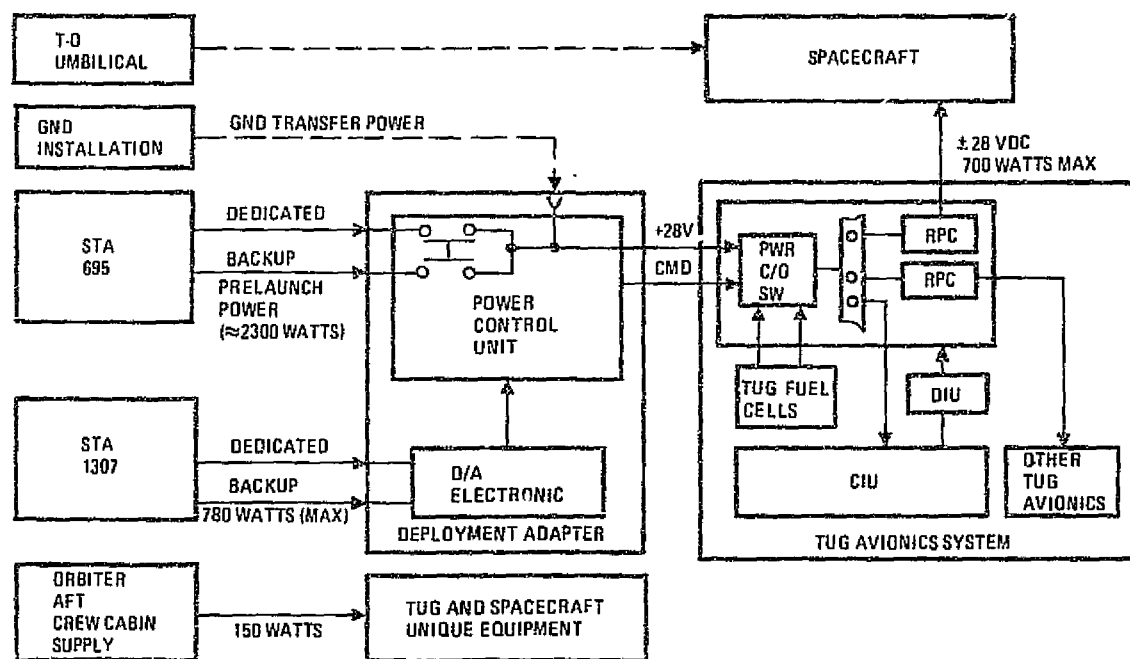 T-0
UMBILICAL
SPACECRAFT
GND
INSTALLATION
GND TRANSFER POWER
±28 VDC
700 WATTS MAX
STA
695
DEDICATED
BACKUP
PRELAUNCH
POWER
(≈2300 WATTS)
POWER
CONTROL
UNIT
+28V
CMD
PWR
C/O
SW
RPC
RPC
TUG FUEL
CELLS
DIU
CIU
OTHER
TUG
AVIONICS
TUG AVIONICS SYSTEM
STA
1307
DEDICATED
BACKUP
780 WATTS (MAX)
D/A
ELECTRONIC
DEPLOYMENT ADAPTER
ORBITER
AFT
CREW CABIN
SUPPLY
150 WATTS
TUG AND SPACECRAFT
UNIQUE EQUIPMENT